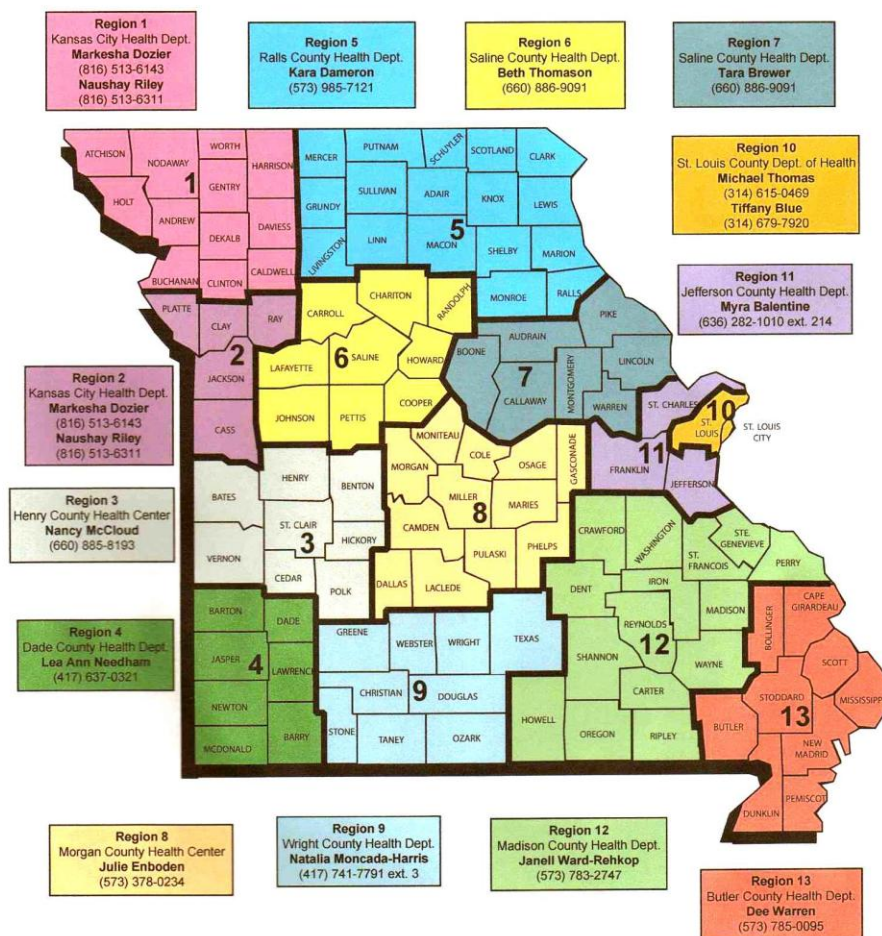 Region 1
Kansas City Health Dept.
Markesha Dozier
(816) 513-6143
Naushay Riley
(816) 513-6311
Region 5
Ralls County Health Dept.
Kara Dameron
(573) 985-7121
Region 6
Saline County Health Dept.
Beth Thomason
(660) 886-9091
Region 7
Saline County Health Dept.
Tara Brewer
(660) 886-9091
Region 10
St. Louis County Dept. of Health
Michael Thomas
(314) 615-0469
Tiffany Blue
(314) 679-7920
Region 11
Jefferson County Health Dept.
Myra Balentine
(636) 282-1010 ext. 214
Region 2
Kansas City Health Dept.
Markesha Dozier
(816) 513-6143
Naushay Riley
(816) 513-6311
Region 3
Henry County Health Center
Nancy McCloud
(660) 885-8193
Region 4
Dade County Health Dept.
Lea Ann Needham
(417) 637-0321
ATCHISON
NODAWAY
WORTH
HARRISON
GENTRY
HOLT
1
ANDREW
DEKALB
DAVIESS
BUCHANAN
CLINTON
CALDWELL
MERCER
PUTNAM
SCHUYLER
SCOTLAND
CLARK
SULLIVAN
ADAIR
KNOX
LEWIS
GRUNDY
5
LIVINGSTON
LINN
MACON
SHELBY
MARION
MONROE
RALLS
PLATTE
CLAY
RAY
2
JACKSON
CASS
CARROLL
CHARITON
RANDOLPH
LAFAYETTE
6
SALINE
HOWARD
JOHNSON
PETTIS
COOPER
PIKE
AUDRAIN
BOONE
7
CALLAWAY
MONTGOMERY
LINCOLN
WARREN
ST. CHARLES
10
ST.
LOUIS
ST. LOUIS
CITY
11
FRANKLIN
JEFFERSON
BATES
HENRY
BENTON
ST. CLAIR
3
HICKORY
VERNON
CEDAR
POLK
MONITEAU
COLE
OSAGE
GASCONADE
MORGAN
MILLER
8
MARIES
CAMDEN
PULASKI
PHELPS
DALLAS
LACLEDE
BARTON
DADE
JASPER
4
LAWRENCE
NEWTON
MCDONALD
BARRY
GREENE
WEBSTER
WRIGHT
TEXAS
CHRISTIAN
9
DOUGLAS
STONE
TANEY
OZARK
CRAWFORD
WASHINGTON
STE.
GENEVIEVE
ST.
FRANCOIS
PERRY
DENT
IRON
MADISON
REYNOLDS
12
SHANNON
WAYNE
CARTER
HOWELL
OREGON
RIPLEY
BOLLINGER
CAPE
GIRARDEAU
SCOTT
STODDARD
MISSISSIPPI
13
BUTLER
NEW
MADRID
DUNKLIN
PEMISCOT
Region 8
Morgan County Health Center
Julie Enboden
(573) 378-0234
Region 9
Wright County Health Dept.
Natalia Moncada-Harris
(417) 741-7791 ext. 3
Region 12
Madison County Health Dept.
Janell Ward-Rehkop
(573) 783-2747
Region 13
Butler County Health Dept.
Dee Warren
(573) 785-0095